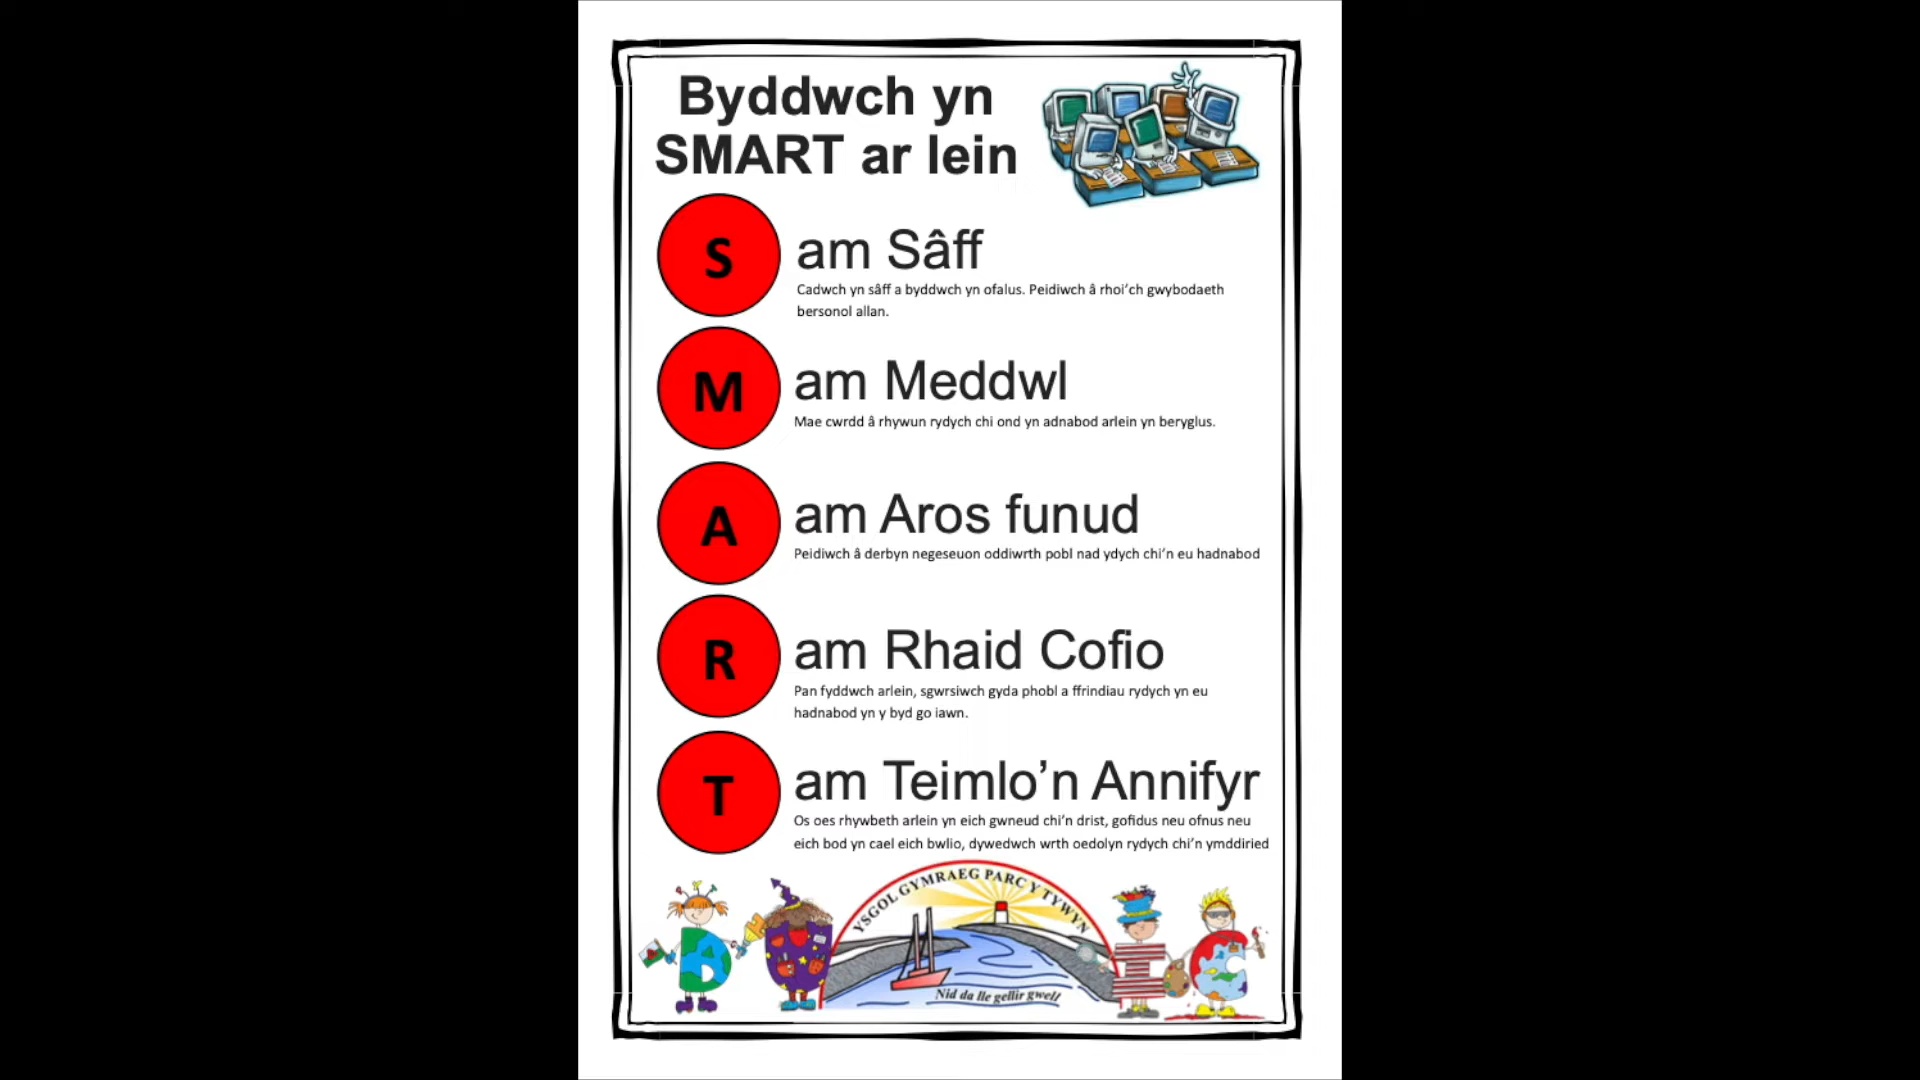 Byddwch yn
SMART ar lein
S
am Sâff
Cadwch yn sâff a byddwch yn ofalus. Peidiwch â rhoi'ch gwybodaeth
bersonol allan.
M
am Meddwl
Mae cwrdd â rhywun rydych chi ond yn adnabod arlein yn beryglus.
A
am Aros funud
Peidiwch â derbyn negeseuon oddiwrth pobl nad ydych chi'n eu hadnabod
R
am Rhaid Cofio
Pan fyddwch arlein, sgwrsiwch gyda phobl a ffrindiau rydych yn eu
hadnabod yn y byd go iawn.
T
am Teimlo'n Annifyr
Os oes rhywbeth arlein yn eich gwneud chi'n drist, gofidus neu ofnus neu
eich bod yn cael eich bwlio, dywedwch wrth oedolyn rydych chi'n ymddiried
YSGOL GYMRAEG PARC Y TYWYN
Nid da lle gellir gwell